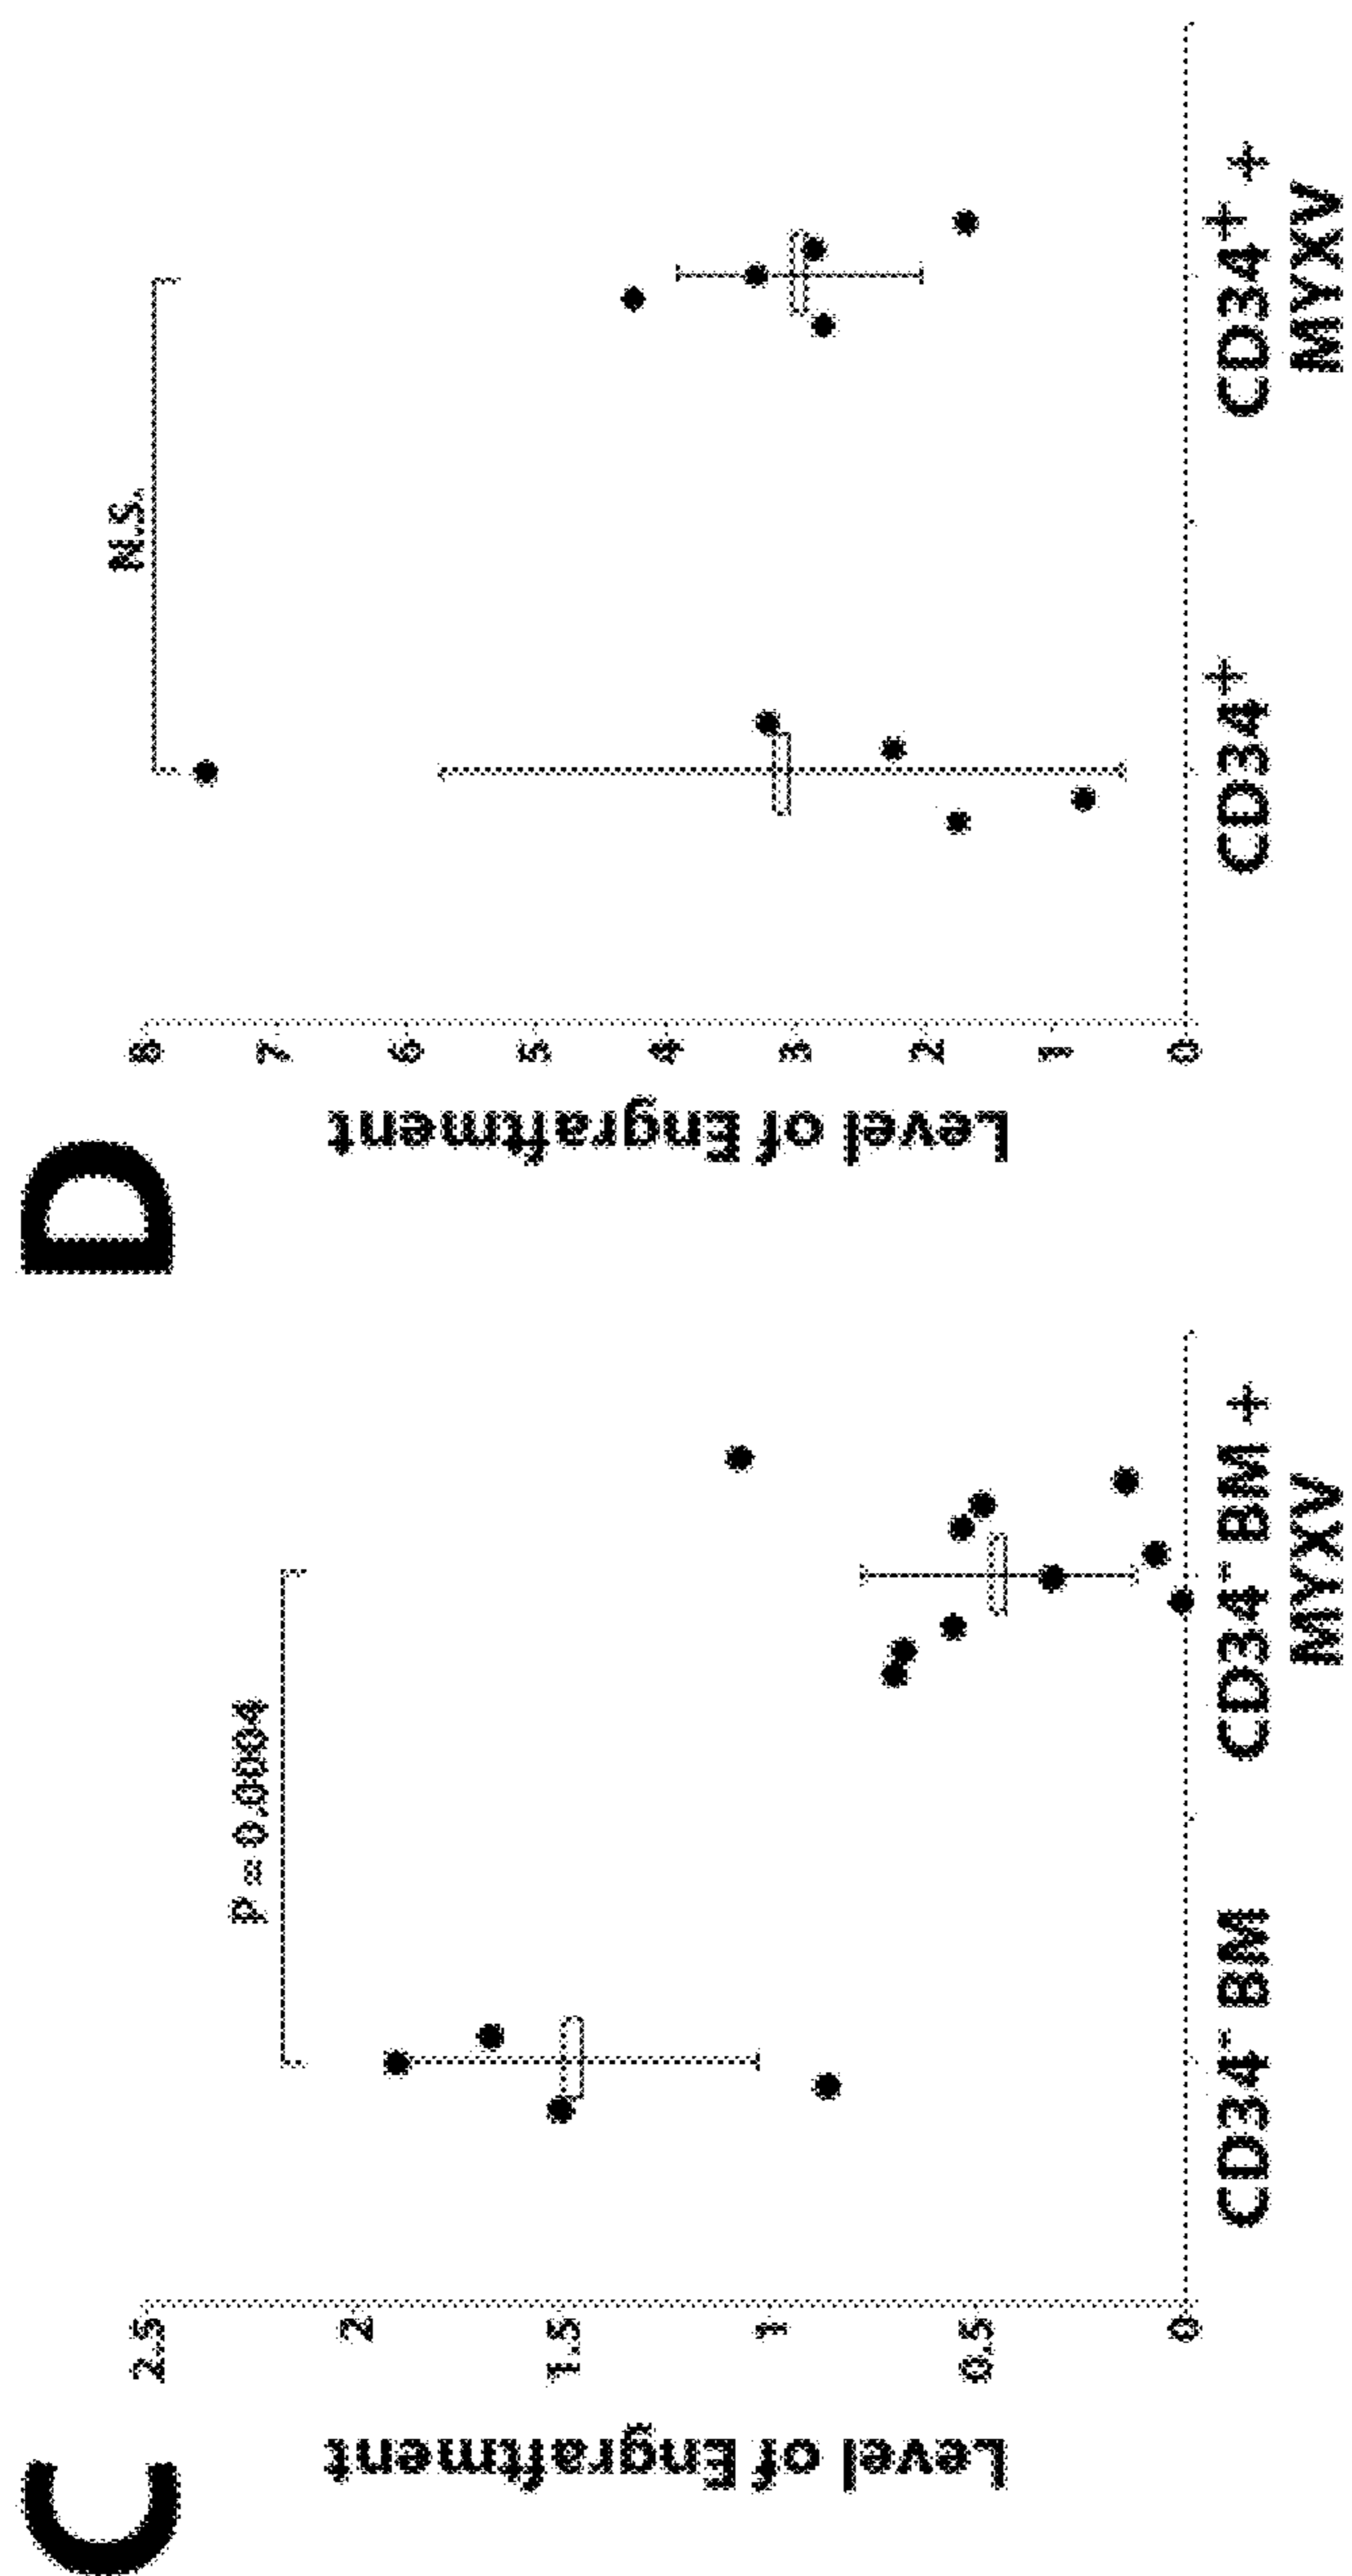 C
Level of Engraftment
2.5
2
1.5
1
0.5
0
P = 0.0004
CD34⁻ BM
CD34⁻ BM +
MYXV
D
Level of Engraftment
8
7
6
5
4
3
2
1
0
N.S.
CD34⁺
CD34⁺ +
MYXV